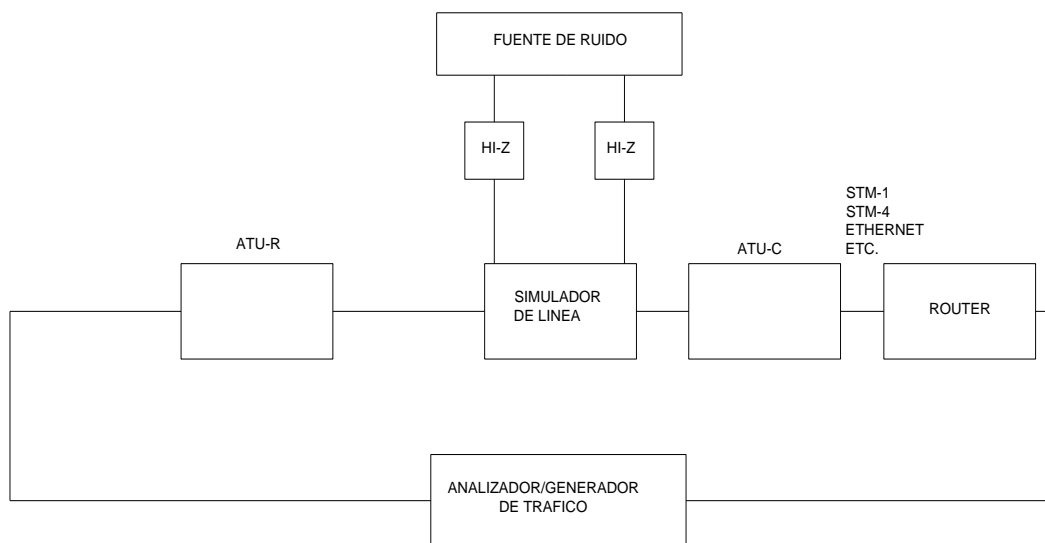 FUENTE DE RUIDO
HI-Z
HI-Z
STM-1
STM-4
ETHERNET
ETC.
ATU-R
ATU-C
SIMULADOR
DE LINEA
ROUTER
ANALIZADOR/GENERADOR
DE TRAFICO